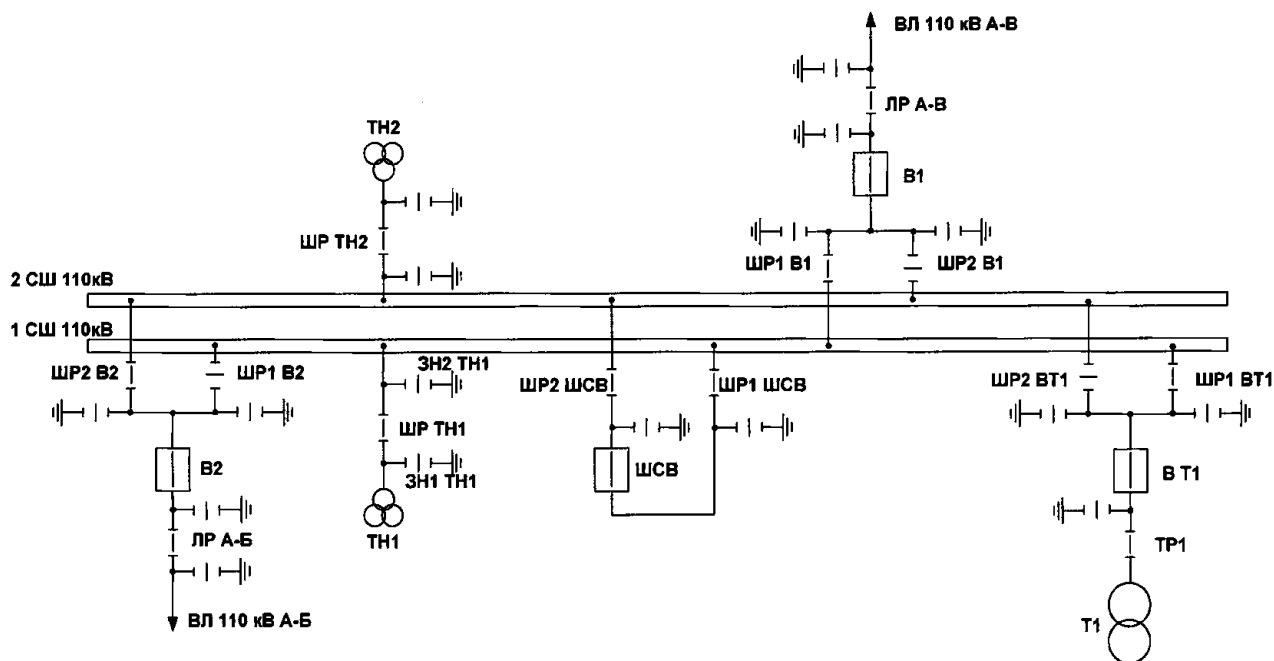 ВЛ 110 кВ А-В
ЛР А-В
ТН2
В1
ШР ТН2
ШР1 В1
ШР2 В1
2 СШ 110кВ
1 СШ 110кВ
ШР2 В2
ШР1 В2
ЗН2 ТН1
ШР2 ШСВ
ШР1 ШСВ
ШР2 ВТ1
ШР1 ВТ1
ШР ТН1
В2
ЗН1 ТН1
ШСВ
В Т1
ТН1
ЛР А-Б
ТР1
ВЛ 110 кВ А-Б
Т1